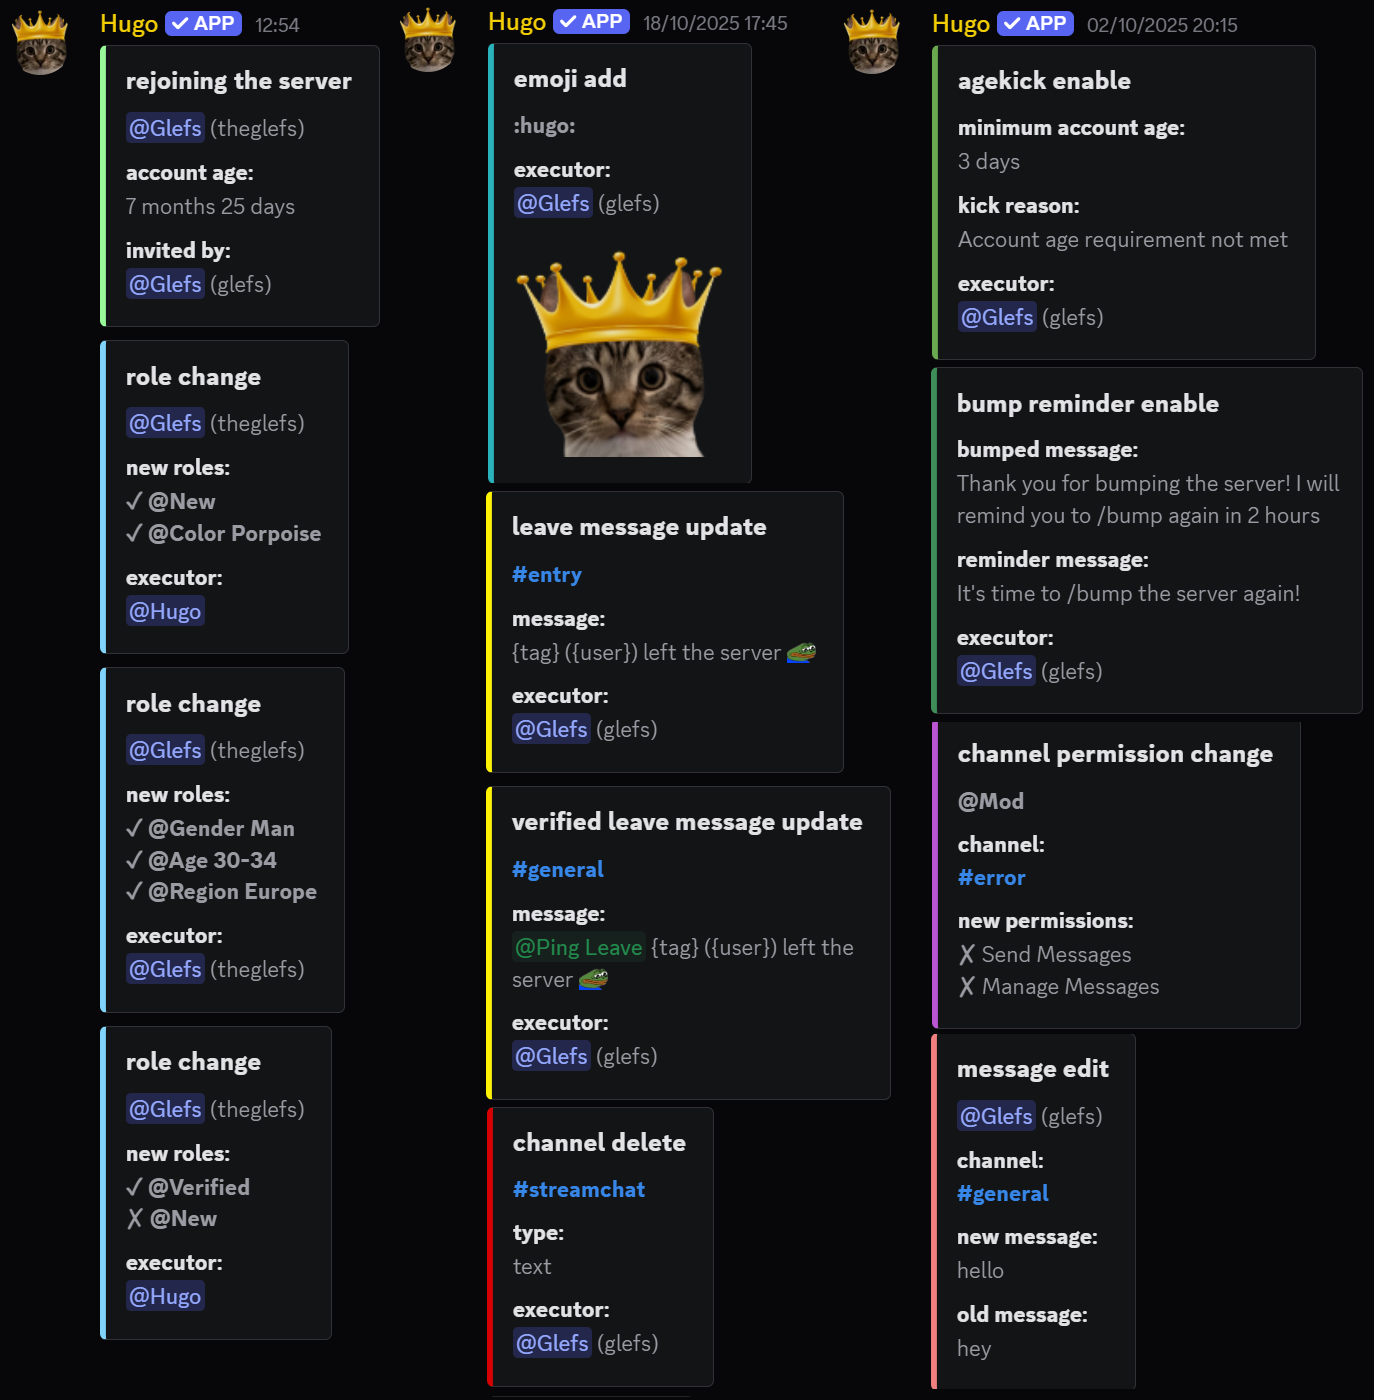 Hugo ✓ APP 12:54
rejoining the server
@Glefs (theglefs)
account age:
7 months 25 days
invited by:
@Glefs (glefs)
role change
@Glefs (theglefs)
new roles:
✓ @New
✓ @Color Porpoise
executor:
@Hugo
role change
@Glefs (theglefs)
new roles:
✓ @Gender Man
✓ @Age 30-34
✓ @Region Europe
executor:
@Glefs (theglefs)
role change
@Glefs (theglefs)
new roles:
✓ @Verified
✗ @New
executor:
@Hugo
Hugo ✓ APP 18/10/2025 17:45
emoji add
:hugo:
executor:
@Glefs (glefs)
leave message update
#entry
message:
{tag} ({user}) left the server
executor:
@Glefs (glefs)
verified leave message update
#general
message:
@Ping Leave {tag} ({user}) left the
server
executor:
@Glefs (glefs)
channel delete
#streamchat
type:
text
executor:
@Glefs (glefs)
Hugo ✓ APP 02/10/2025 20:15
agekick enable
minimum account age:
3 days
kick reason:
Account age requirement not met
executor:
@Glefs (glefs)
bump reminder enable
bumped message:
Thank you for bumping the server! I will
remind you to /bump again in 2 hours
reminder message:
It's time to /bump the server again!
executor:
@Glefs (glefs)
channel permission change
@Mod
channel:
#error
new permissions:
✗ Send Messages
✗ Manage Messages
message edit
@Glefs (glefs)
channel:
#general
new message:
hello
old message:
hey